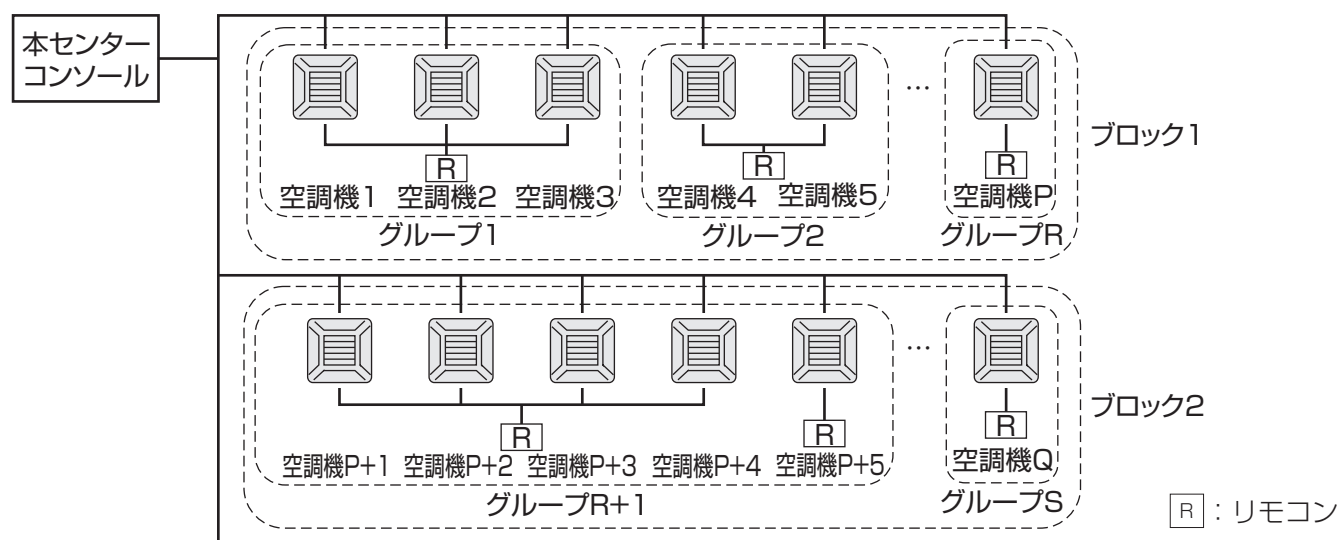 本センター
コンソール
…
R
R
R
空調機1
空調機2
空調機3
空調機4
空調機5
空調機P
グループ1
グループ2
グループR
ブロック1
…
R
R
R
空調機P+1
空調機P+2
空調機P+3
空調機P+4
空調機P+5
空調機Q
グループR+1
グループS
ブロック2
R：リモコン